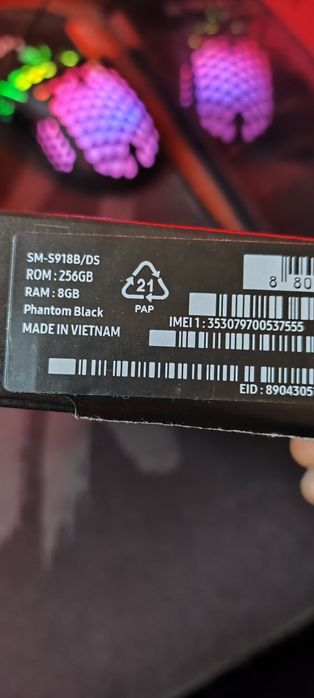 SM-S918B/DS
ROM : 256GB
RAM : 8GB
Phantom Black
MADE IN VIETNAM
21
PAP
8 80
IMEI 1 : 353079700537555
EID : 8904305